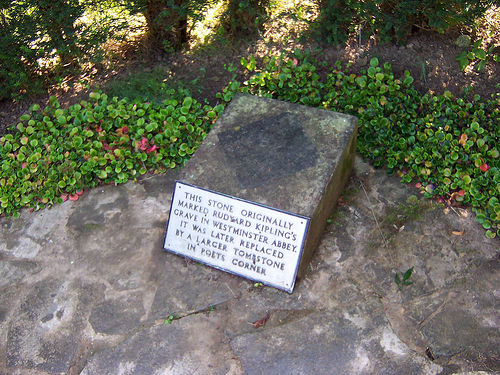 THIS STONE ORIGINALLY
MARKED RUDYARD KIPLING'S
GRAVE IN WESTMINSTER ABBEY.
IT WAS LATER REPLACED
BY A LARGER TOMBSTONE
IN POETS CORNER